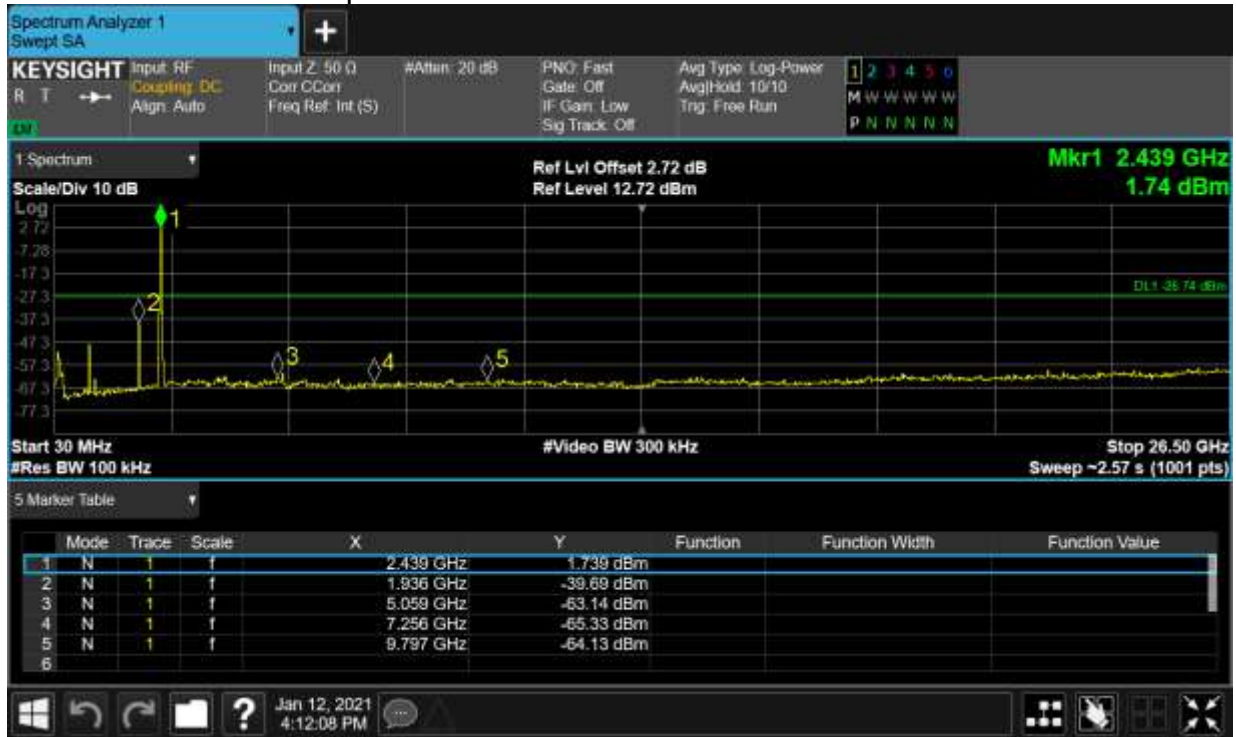 Spectrum Analyzer 1
Swept SA
+
KEYSIGHT Input: RF Input Z: 50 Ω #Atten: 20 dB PNO: Fast Avg Type: Log-Power 1 2 3 4 5 6
R T Coupling: DC Corr CCorr Gate: Off Avg|Hold: 10/10 M W W W W W
Align: Auto Freq Ref: Int (S) IF Gain: Low Trig: Free Run
Sig Track: Off P N N N N N
1 Spectrum Ref Lvl Offset 2.72 dB Mkr1 2.439 GHz
Scale/Div 10 dB Ref Level 12.72 dBm 1.74 dBm
Log
2.72
-7.28
-17.3
-27.3
-37.3
-47.3
-57.3
-67.3
-77.3
1
2
3
4
5
Start 30 MHz #Video BW 300 kHz Stop 26.50 GHz
#Res BW 100 kHz Sweep ~2.57 s (1001 pts)
5 Marker Table
Mode Trace Scale X Y Function Function Width Function Value
1 N 1 f 2.439 GHz 1.739 dBm
2 N 1 f 1.936 GHz -39.69 dBm
3 N 1 f 5.059 GHz -63.14 dBm
4 N 1 f 7.256 GHz -65.33 dBm
5 N 1 f 9.797 GHz -64.13 dBm
6
? Jan 12, 2021
4:12:08 PM